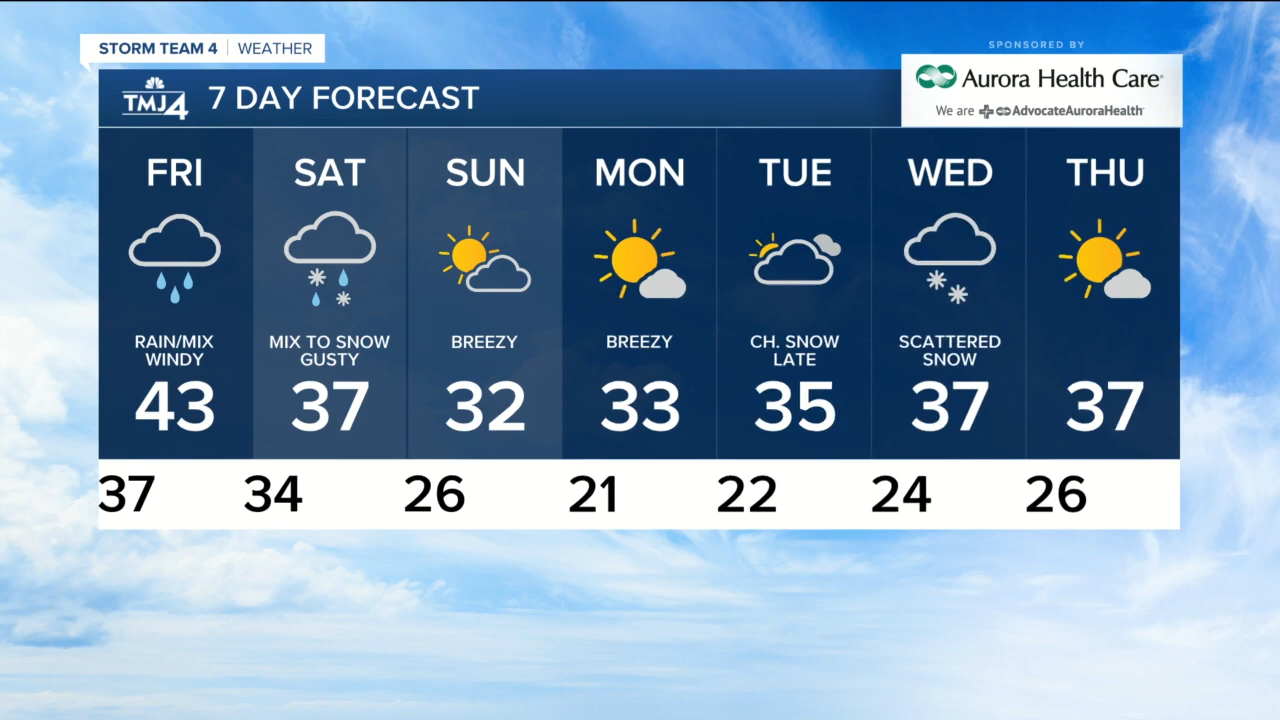 STORM TEAM 4 | WEATHER
SPONSORED BY
Aurora Health Care®
We are AdvocateAuroraHealth
TMJ4 7 DAY FORECAST
FRI SAT SUN MON TUE WED THU
RAIN/MIX MIX TO SNOW BREEZY BREEZY CH. SNOW SCATTERED
WINDY GUSTY LATE SNOW
43 37 32 33 35 37 37
37 34 26 21 22 24 26